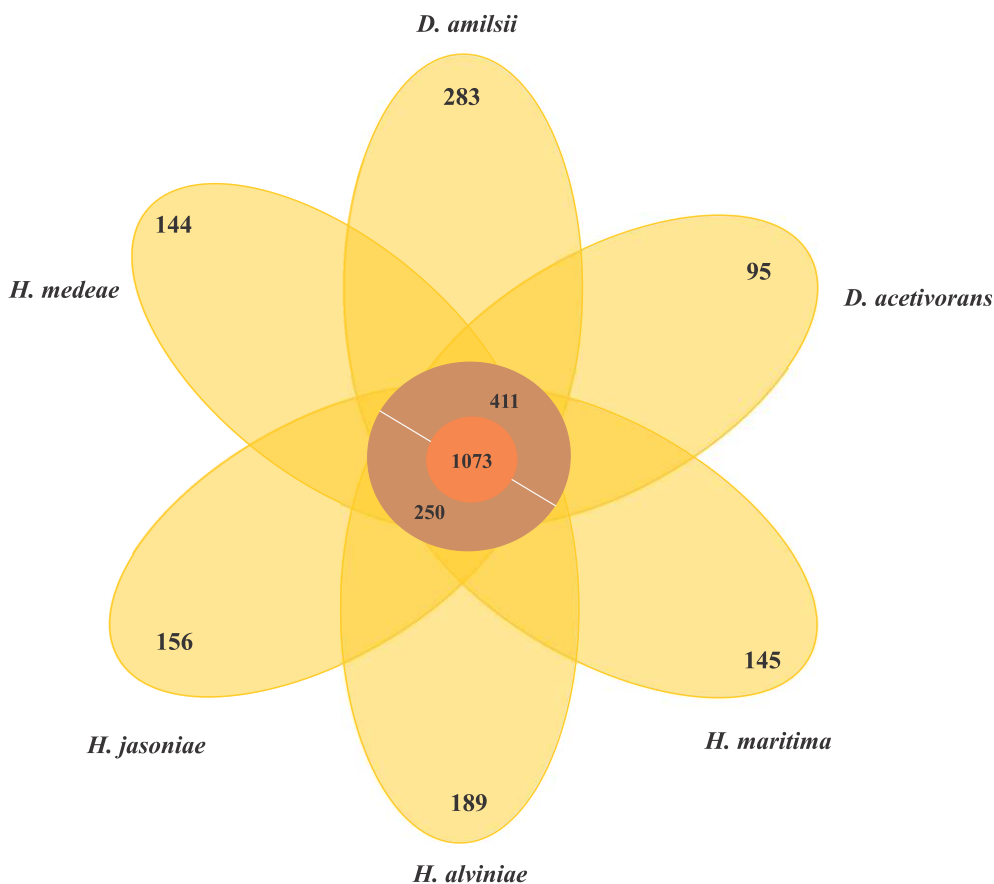 D. amilsii
283
144
95
H. medeae
D. acetivorans
411
1073
250
156
145
H. jasoniae
H. maritima
189
H. alviniae